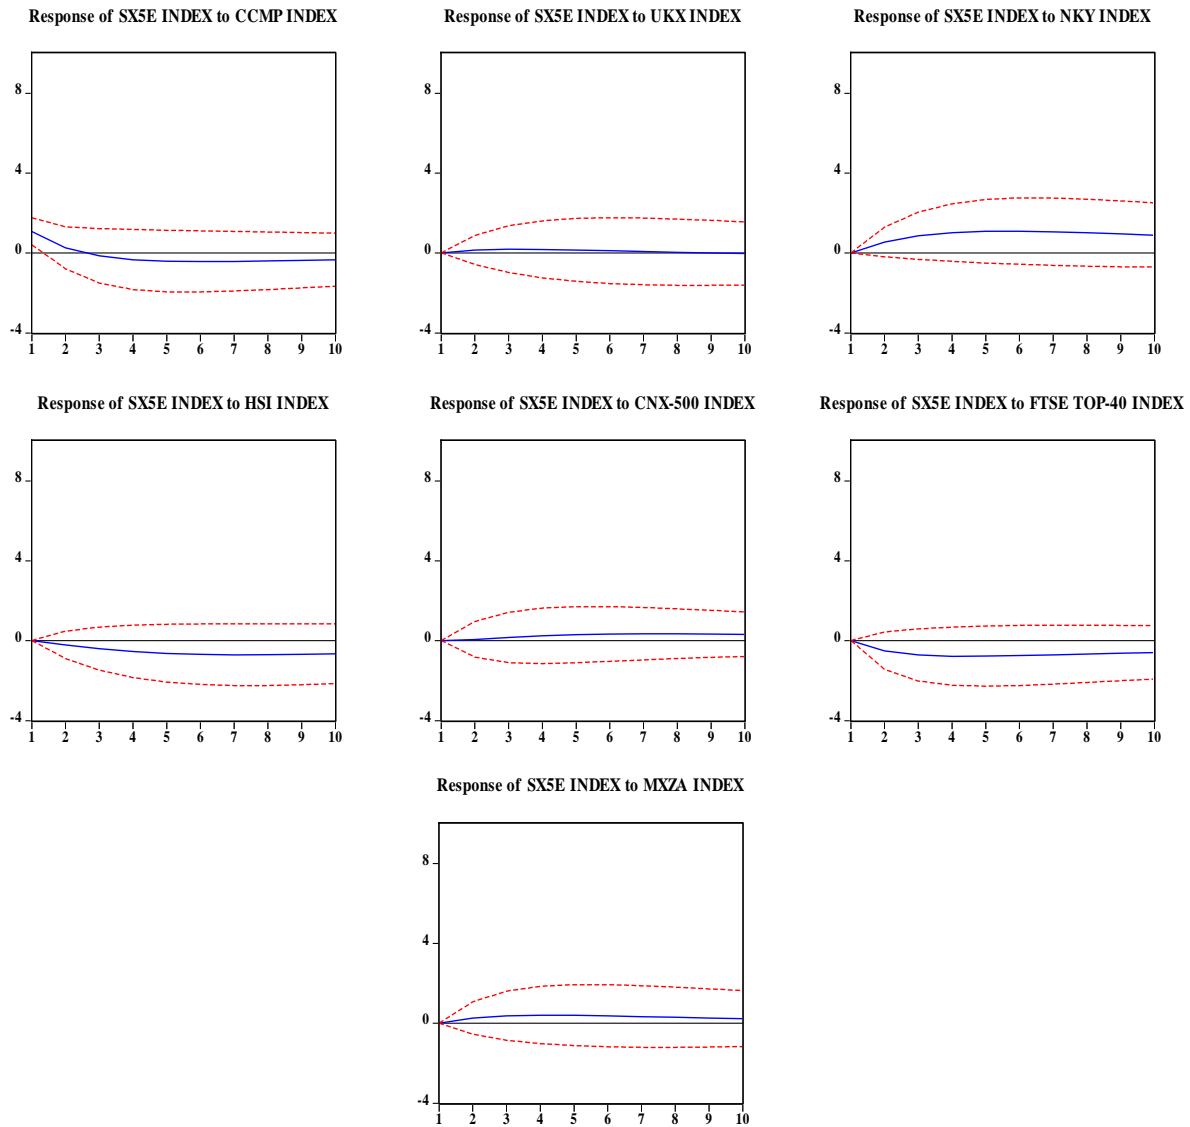 Response of SX5E INDEX to CCMP INDEX
Response of SX5E INDEX to UKX INDEX
Response of SX5E INDEX to NKY INDEX
8
4
0
-4
1 2 3 4 5 6 7 8 9 10
8
4
0
-4
1 2 3 4 5 6 7 8 9 10
8
4
0
-4
1 2 3 4 5 6 7 8 9 10
Response of SX5E INDEX to HSI INDEX
Response of SX5E INDEX to CNX-500 INDEX
Response of SX5E INDEX to FTSE TOP-40 INDEX
8
4
0
-4
1 2 3 4 5 6 7 8 9 10
8
4
0
-4
1 2 3 4 5 6 7 8 9 10
8
4
0
-4
1 2 3 4 5 6 7 8 9 10
Response of SX5E INDEX to MXZA INDEX
8
4
0
-4
1 2 3 4 5 6 7 8 9 10